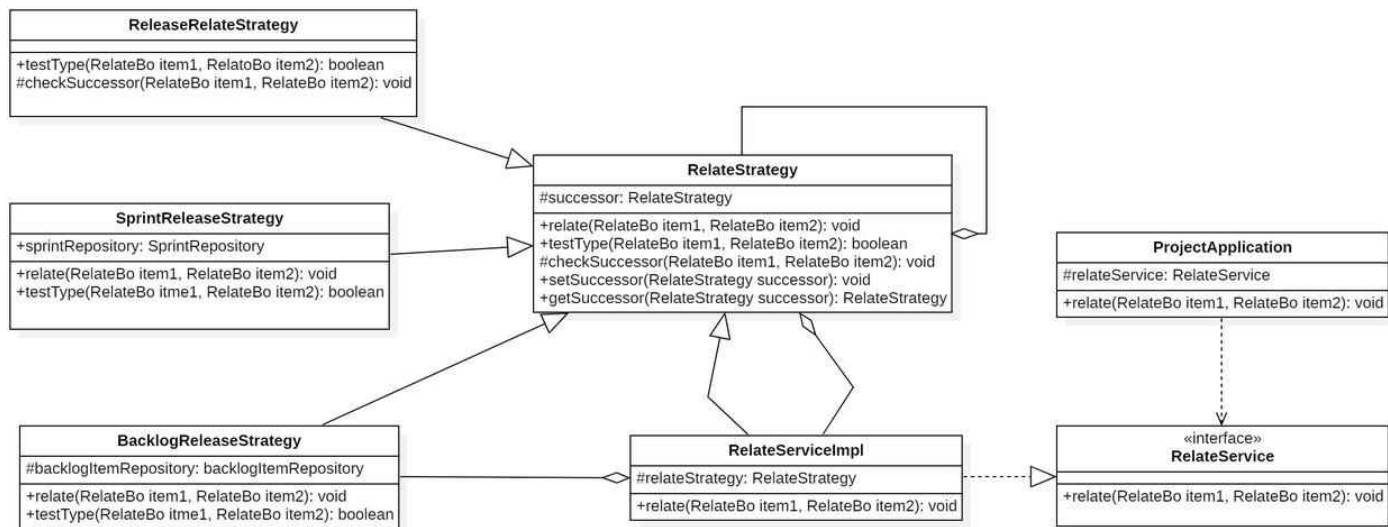 ReleaseRelateStrategy
+testType(RelateBo item1, RelatoBo item2): boolean
#checkSuccessor(RelateBo item1, RelateBo item2): void
RelateStrategy
#successor: RelateStrategy
+relate(RelateBo item1, RelateBo item2): void
+testType(RelateBo item1, RelateBo item2): boolean
#checkSuccessor(RelateBo item1, RelateBo item2): void
+setSuccessor(RelateStrategy successor): void
+getSuccessor(RelateStrategy successor): RelateStrategy
SprintReleaseStrategy
+sprintRepository: SprintRepository
+relate(RelateBo item1, RelateBo item2): void
+testType(RelateBo itme1, RelateBo item2): boolean
ProjectApplication
#relateService: RelateService
+relate(RelateBo item1, RelateBo item2): void
BacklogReleaseStrategy
#backlogItemRepository: backlogItemRepository
+relate(RelateBo item1, RelateBo item2): void
+testType(RelateBo itme1, RelateBo item2): boolean
RelateServiceImpl
#relateStrategy: RelateStrategy
+relate(RelateBo item1, RelateBo item2): void
«interface»
RelateService
+relate(RelateBo item1, RelateBo item2): void